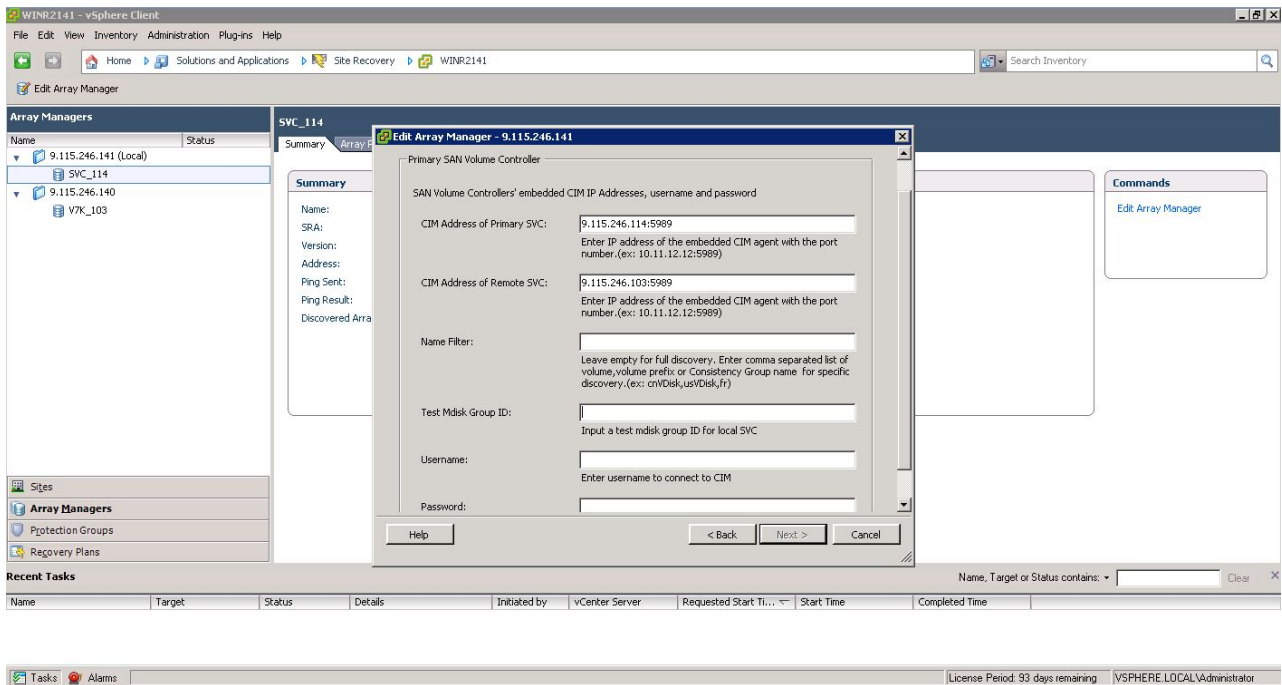 WINR2141 - vSphere Client
File Edit View Inventory Administration Plug-ins Help
Home Solutions and Applications Site Recovery WINR2141
Search Inventory
Edit Array Manager
Array Managers
Name Status
9.115.246.141 (Local)
SVC_114
9.115.246.140
V7K_103
SVC_114
Summary Array P
Summary
Name:
SRA:
Version:
Address:
Ping Sent:
Ping Result:
Discovered Arra
Edit Array Manager - 9.115.246.141
Primary SAN Volume Controller
SAN Volume Controllers' embedded CIM IP Addresses, username and password
CIM Address of Primary SVC: 9.115.246.114:5989
Enter IP address of the embedded CIM agent with the port
number.(ex: 10.11.12.12:5989)
CIM Address of Remote SVC: 9.115.246.103:5989
Enter IP address of the embedded CIM agent with the port
number.(ex: 10.11.12.12:5989)
Name Filter:
Leave empty for full discovery. Enter comma separated list of
volume,volume prefix or Consistency Group name for specific
discovery.(ex: cnVDisk,usVDisk,fr)
Test Mdisk Group ID:
Input a test mdisk group ID for local SVC
Username:
Enter username to connect to CIM
Password:
Help < Back Next > Cancel
Commands
Edit Array Manager
Sites
Array Managers
Protection Groups
Recovery Plans
Recent Tasks
Name, Target or Status contains: Clear
Name Target Status Details Initiated by vCenter Server Requested Start Ti... Start Time Completed Time
Tasks Alarms
License Period: 93 days remaining VSPHERE.LOCAL\Administrator